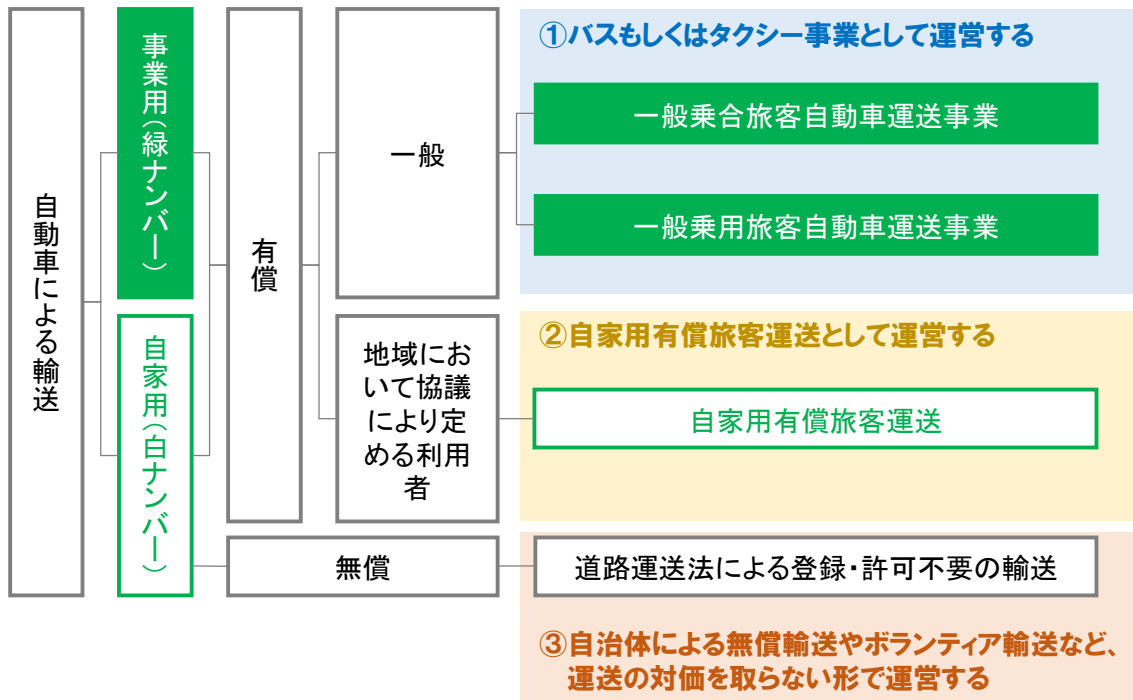 自動車による輸送
事業用（緑ナンバー）
自家用（白ナンバー）
有償
無償
一般
地域にお
いて協議
により定
める利用
者
①バスもしくはタクシー事業として運営する
一般乗合旅客自動車運送事業
一般乗用旅客自動車運送事業
②自家用有償旅客運送として運営する
自家用有償旅客運送
道路運送法による登録・許可不要の輸送
③自治体による無償輸送やボランティア輸送など、
運送の対価を取らない形で運営する